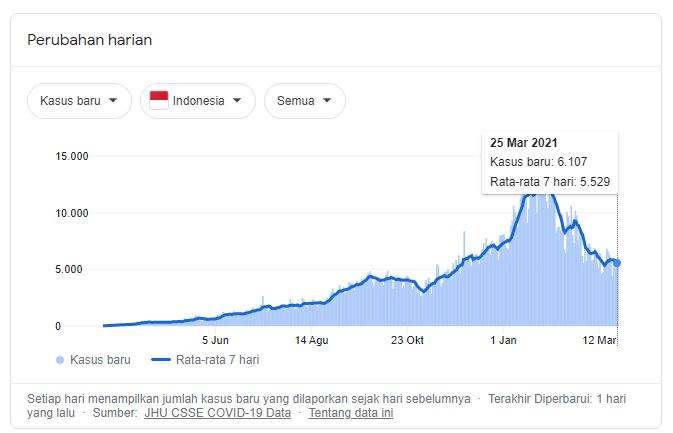 Perubahan harian
Kasus baru
Indonesia
Semua
25 Mar 2021
Kasus baru: 6.107
Rata-rata 7 hari: 5.529
15.000
10.000
5.000
0
5 Jun
14 Agu
23 Okt
1 Jan
12 Mar
Kasus baru
Rata-rata 7 hari
Setiap hari menampilkan jumlah kasus baru yang dilaporkan sejak hari sebelumnya · Terakhir Diperbarui: 1 hari
yang lalu · Sumber: JHU CSSE COVID-19 Data · Tentang data ini